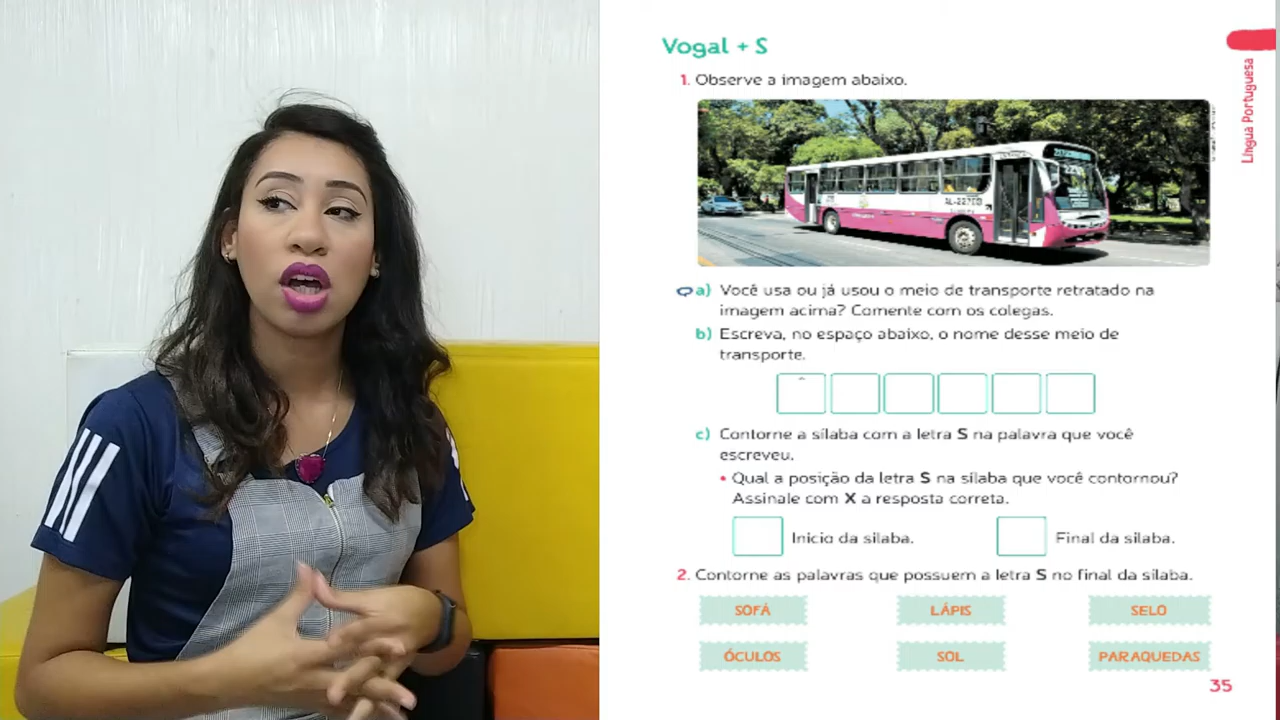 Vogal + S
Língua Portuguesa
1. Observe a imagem abaixo.
AL-22703
a) Você usa ou já usou o meio de transporte retratado na
imagem acima? Comente com os colegas.
b) Escreva, no espaço abaixo, o nome desse meio de
transporte.
c) Contorne a sílaba com a letra S na palavra que você
escreveu.
• Qual a posição da letra S na sílaba que você contornou?
Assinale com X a resposta correta.
Início da sílaba. Final da sílaba.
2. Contorne as palavras que possuem a letra S no final da sílaba.
SOFÁ LÁPIS SELO
ÓCULOS SOL PARAQUEDAS
35